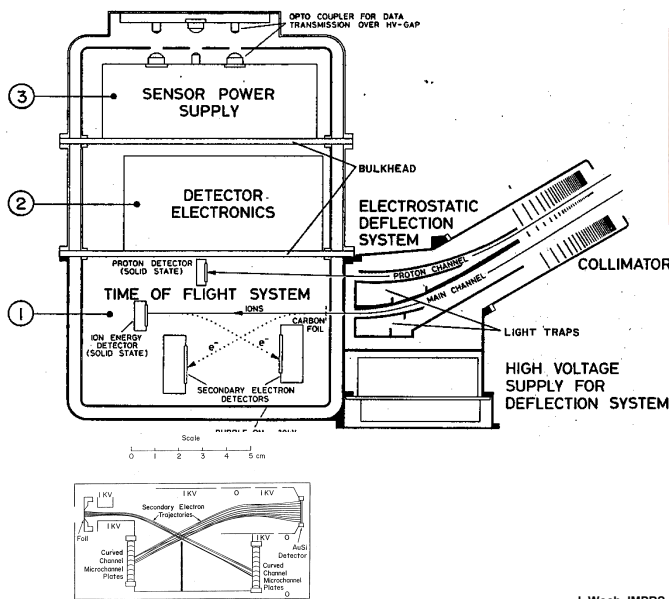 OPTO COUPLER FOR DATA
TRANSMISSION OVER HV-GAP
3
SENSOR POWER
SUPPLY
BULKHEAD
2
DETECTOR
ELECTRONICS
ELECTROSTATIC
DEFLECTION
SYSTEM
PROTON DETECTOR
(SOLID STATE)
PROTON CHANNEL
COLLIMATOR
TIME OF FLIGHT SYSTEM
MAIN CHANNEL
1
IONS
CARBON
FOIL
LIGHT TRAPS
ION ENERGY
DETECTOR
(SOLID STATE)
e-
e-
SECONDARY ELECTRON
DETECTORS
HIGH VOLTAGE
SUPPLY FOR
DEFLECTION SYSTEM
Scale
0 1 2 3 4 5 cm
1 KV
1 KV 0 1 KV
Secondary Electron
Trajectories
Foil
1 KV
1 KV 0
AuSi
Detector
Curved
Channel
Microchannel
Plates
Curved
Channel
Microchannel
Plates
0